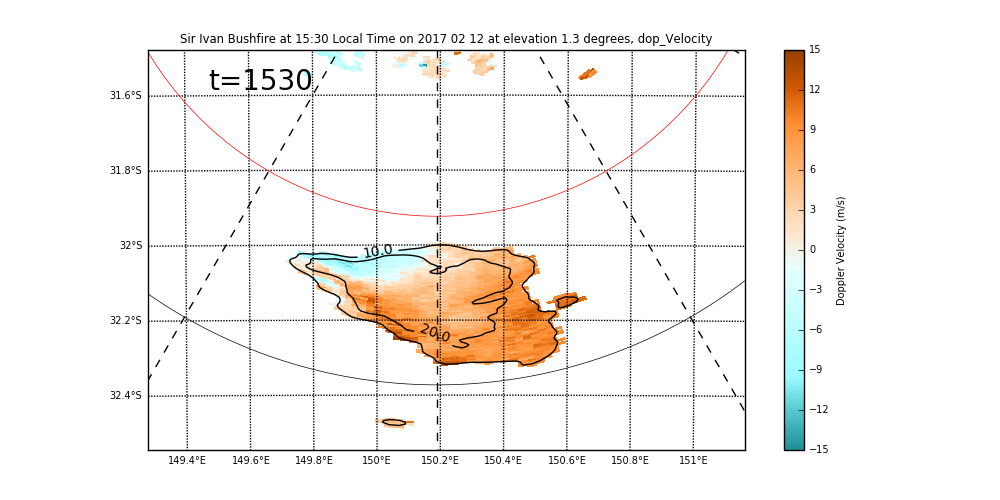 Sir Ivan Bushfire at 15:30 Local Time on 2017 02 12 at elevation 1.3 degrees, dop_Velocity
t=1530
31.6°S
31.8°S
32°S
32.2°S
32.4°S
10.0
20.0
149.4°E 149.6°E 149.8°E 150°E 150.2°E 150.4°E 150.6°E 150.8°E 151°E
15
12
9
6
3
0
−3
−6
−9
−12
−15
Doppler Velocity (m/s)